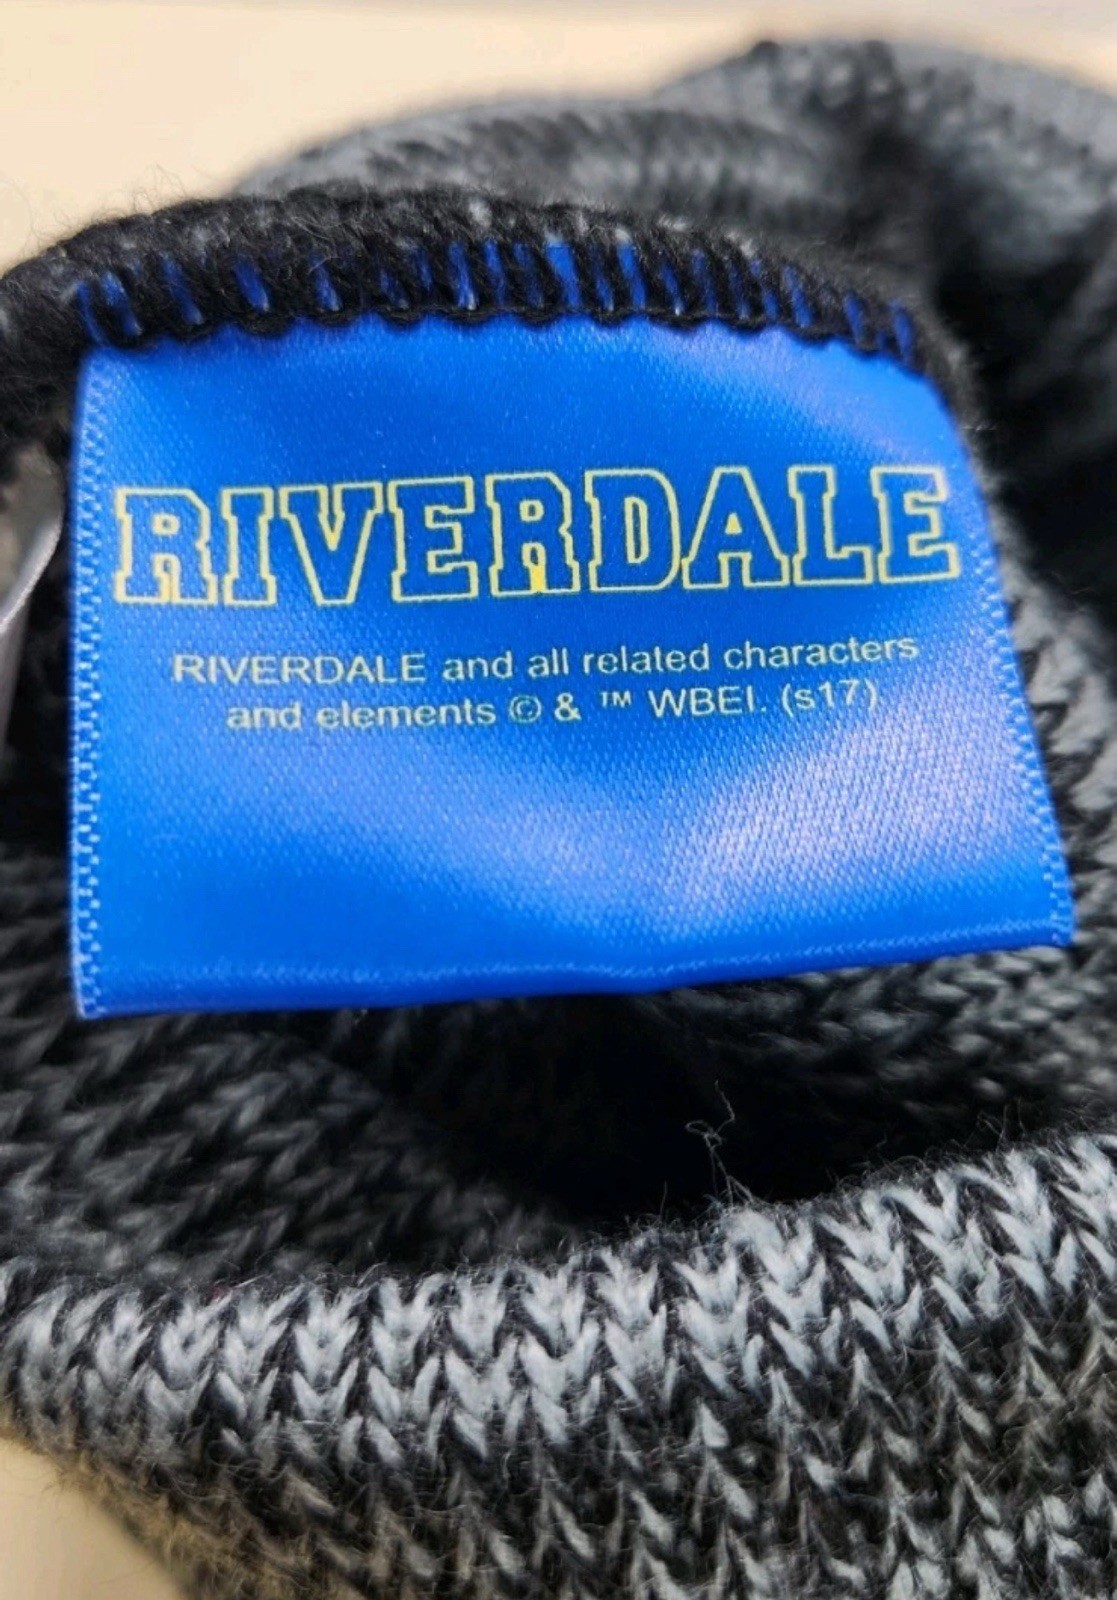 RIVERDALE
RIVERDALE and all related characters
and elements © & ™ WBEI. (s17)